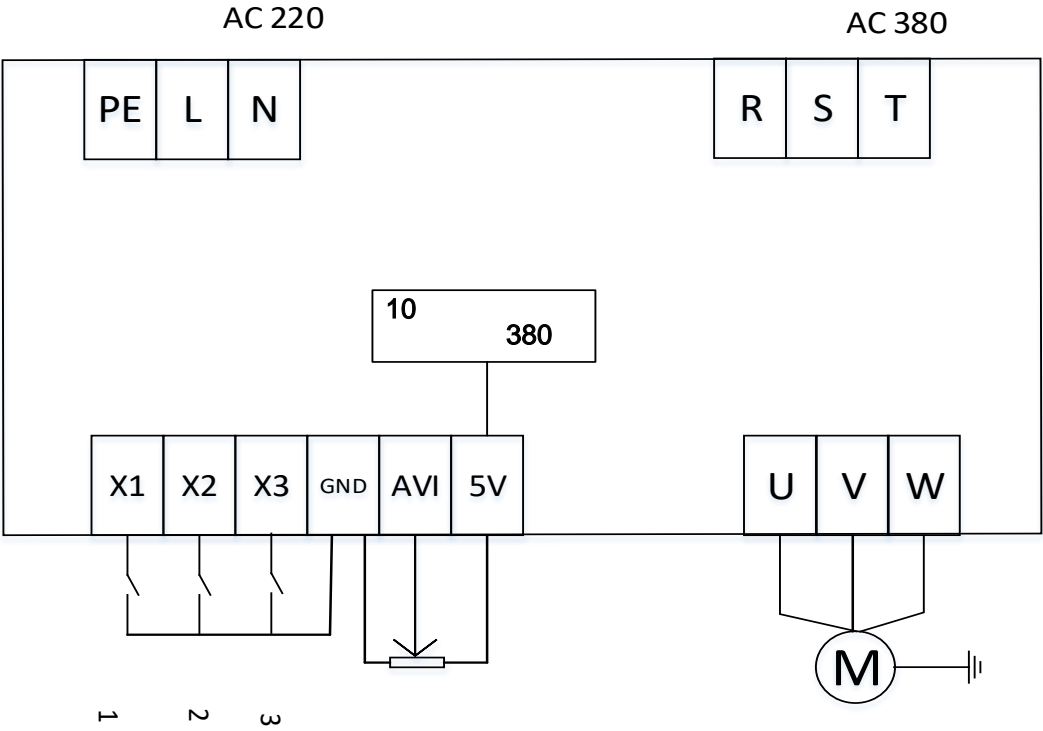 AC 220
AC 380
PE L N
R S T
10
380
X1 X2 X3 GND AVI 5V
U V W
M
1 2 3